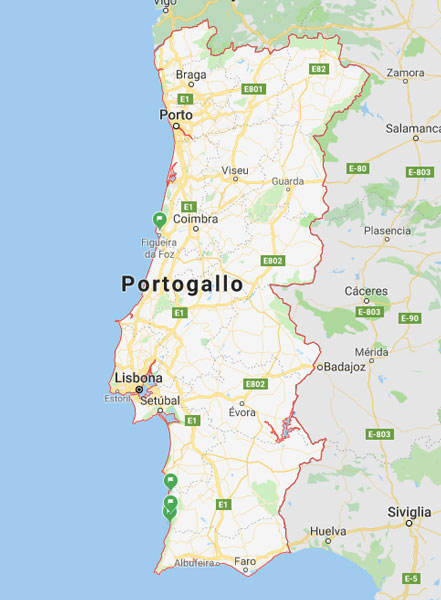 Vigo
Braga
E82
E801
Zamora
E1
Porto
Salamanca
Viseu
Guarda
E-80
E-803
E1
Coimbra
Figueira
da Foz
Plasencia
E802
Portogallo
Cáceres
E1
E-803
E-90
Mérida
Badajoz
Lisbona
E802
Estoril
Setúbal
Évora
E1
E-803
E1
Siviglia
Huelva
Albufeira
Faro
E-5